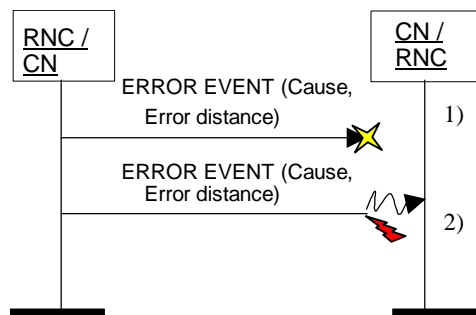 RNC /
CN
CN /
RNC
ERROR EVENT (Cause,
Error distance)
1)
ERROR EVENT (Cause,
Error distance)
2)